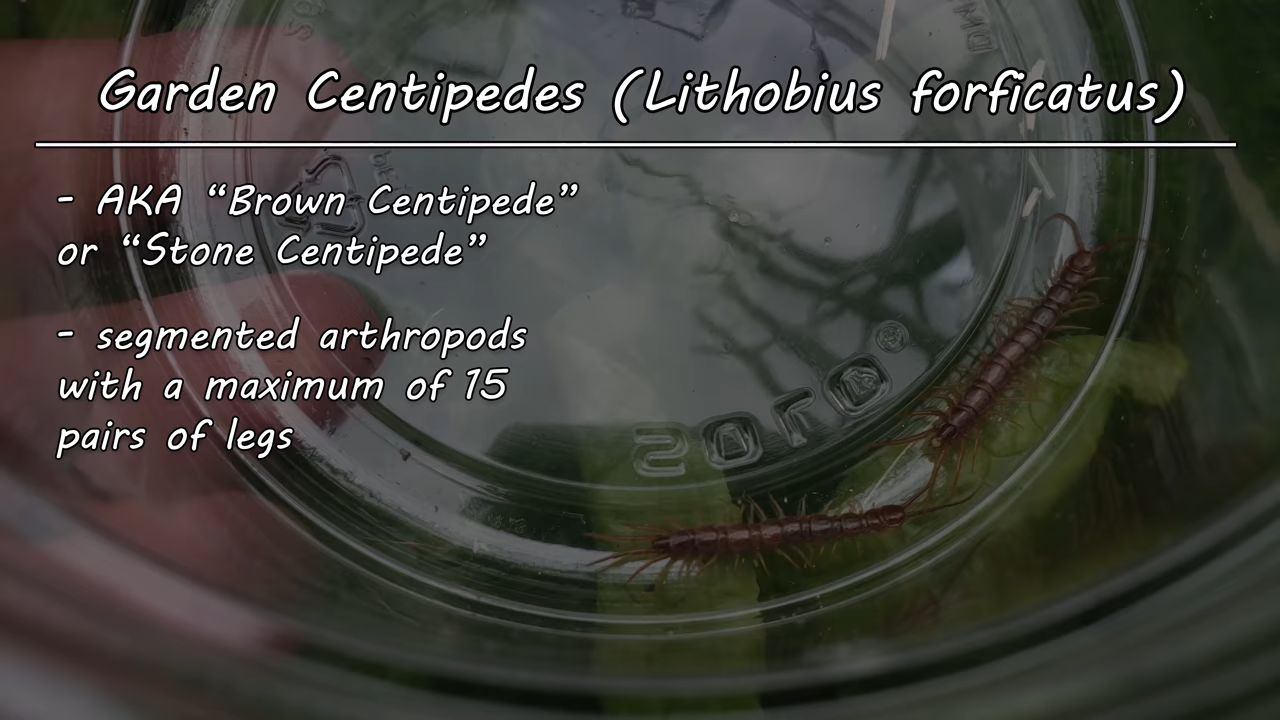 Garden Centipedes (Lithobius forficatus)
- AKA “Brown Centipede”
or “Stone Centipede”
- segmented arthropods
with a maximum of 15
pairs of legs